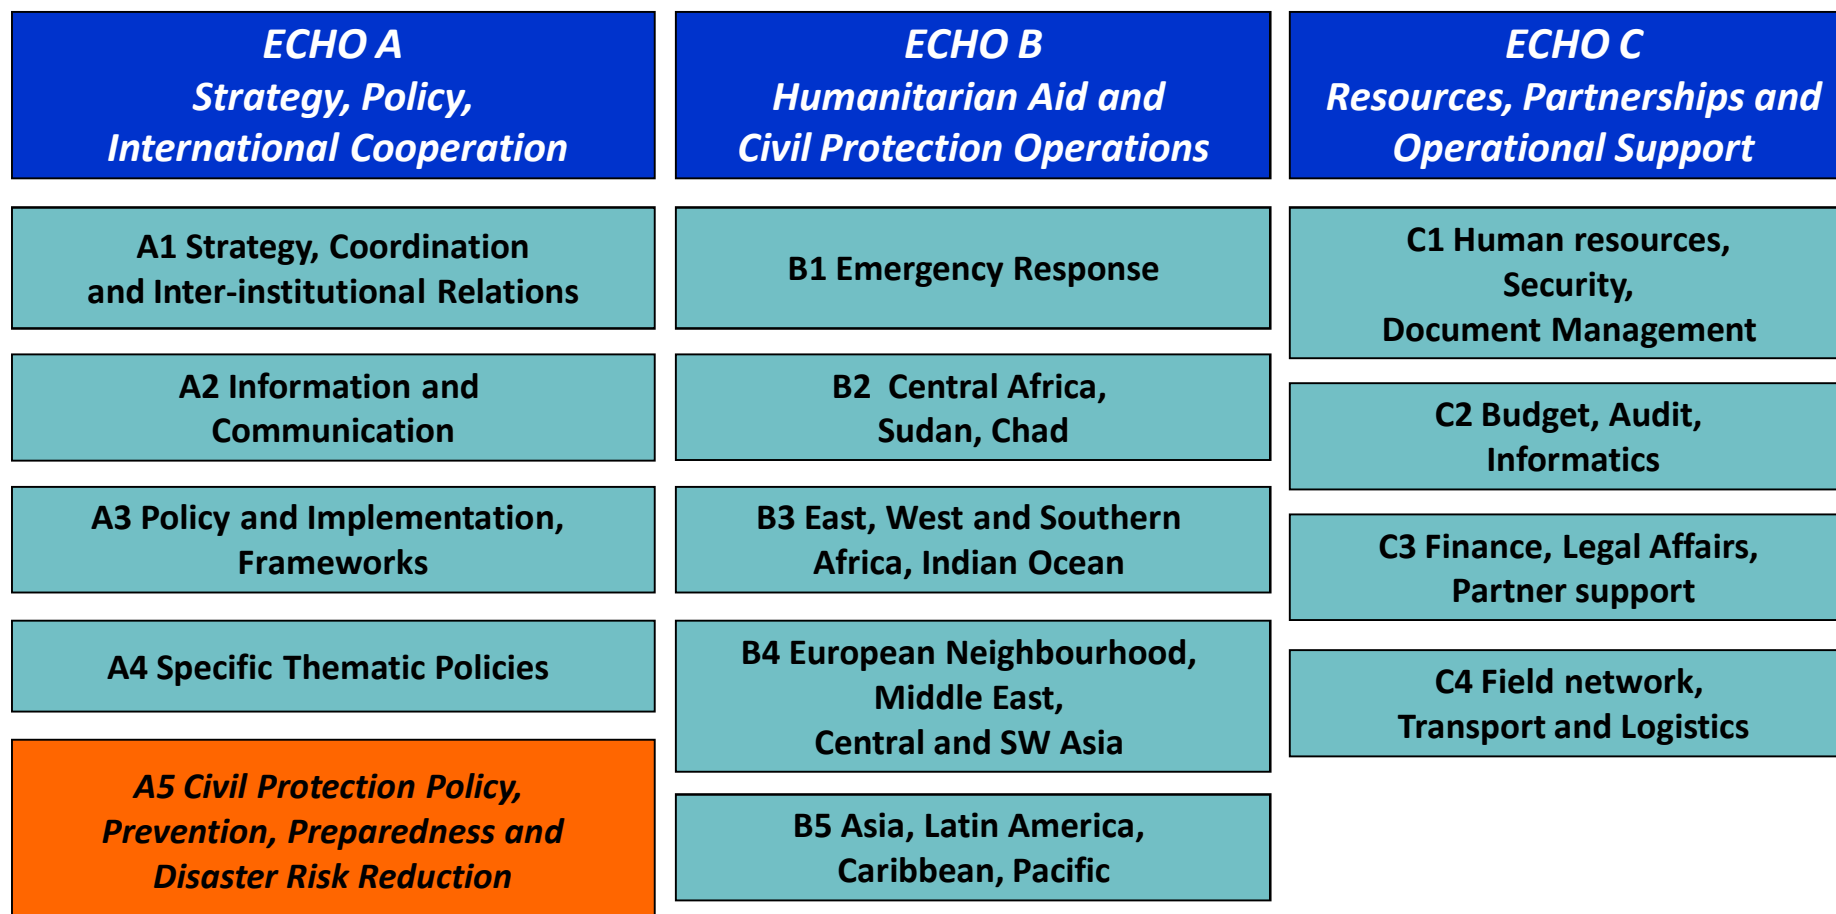 ECHO A
Strategy, Policy,
International Cooperation
A1 Strategy, Coordination
and Inter-institutional Relations
A2 Information and
Communication
A3 Policy and Implementation,
Frameworks
A4 Specific Thematic Policies
A5 Civil Protection Policy,
Prevention, Preparedness and
Disaster Risk Reduction
ECHO B
Humanitarian Aid and
Civil Protection Operations
B1 Emergency Response
B2 Central Africa,
Sudan, Chad
B3 East, West and Southern
Africa, Indian Ocean
B4 European Neighbourhood,
Middle East,
Central and SW Asia
B5 Asia, Latin America,
Caribbean, Pacific
ECHO C
Resources, Partnerships and
Operational Support
C1 Human resources,
Security,
Document Management
C2 Budget, Audit,
Informatics
C3 Finance, Legal Affairs,
Partner support
C4 Field network,
Transport and Logistics